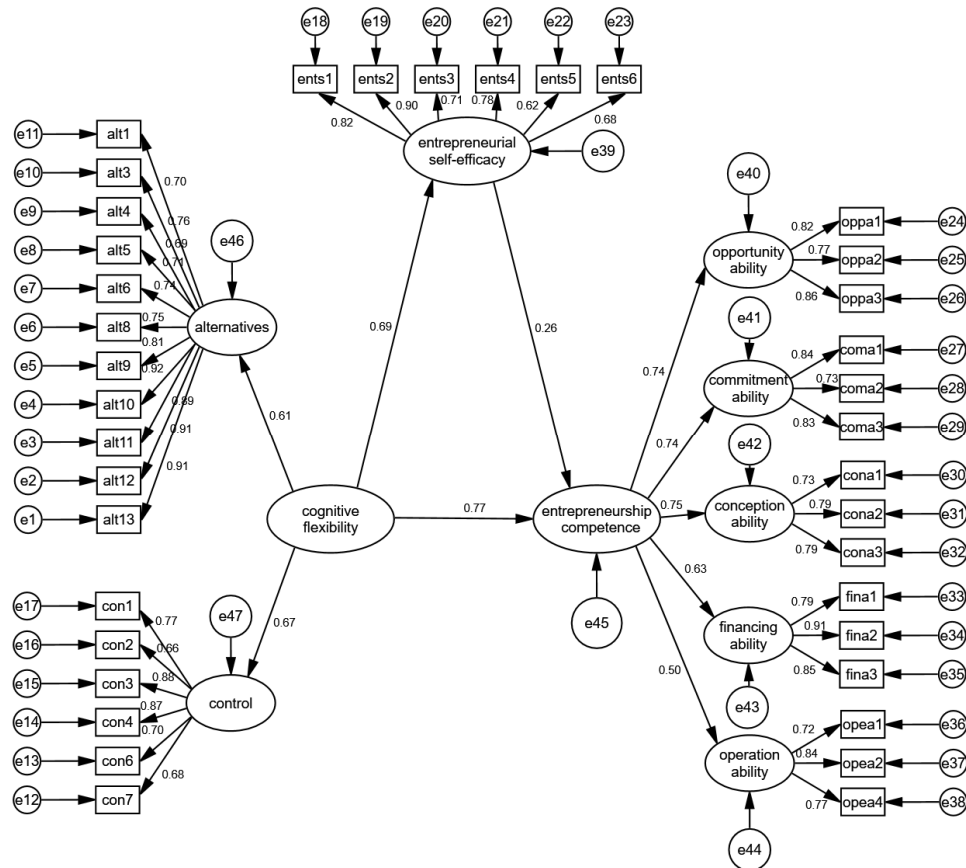 e18
e19
e20
e21
e22
e23
ents1
ents2
ents3
ents4
ents5
ents6
0.82
0.90
0.71
0.78
0.62
0.68
entrepreneurial
self-efficacy
e39
e11
alt1
e10
alt3
e9
alt4
e8
alt5
e7
alt6
e6
alt8
e5
alt9
e4
alt10
e3
alt11
e2
alt12
e1
alt13
0.70
0.76
0.69
0.71
0.74
0.75
0.81
0.92
0.89
0.91
0.91
e46
alternatives
0.61
0.69
0.26
cognitive
flexibility
0.77
entrepreneurship
competence
e45
0.67
e47
control
e17
con1
e16
con2
e15
con3
e14
con4
e13
con6
e12
con7
0.77
0.66
0.88
0.87
0.70
0.68
0.74
0.74
0.75
0.63
0.50
e40
opportunity
ability
0.82
0.77
0.86
oppa1
e24
oppa2
e25
oppa3
e26
e41
commitment
ability
0.84
0.73
0.83
coma1
e27
coma2
e28
coma3
e29
e42
conception
ability
0.73
0.79
0.79
cona1
e30
cona2
e31
cona3
e32
financing
ability
e43
0.79
0.91
0.85
fina1
e33
fina2
e34
fina3
e35
operation
ability
e44
0.72
0.84
0.77
opea1
e36
opea2
e37
opea4
e38